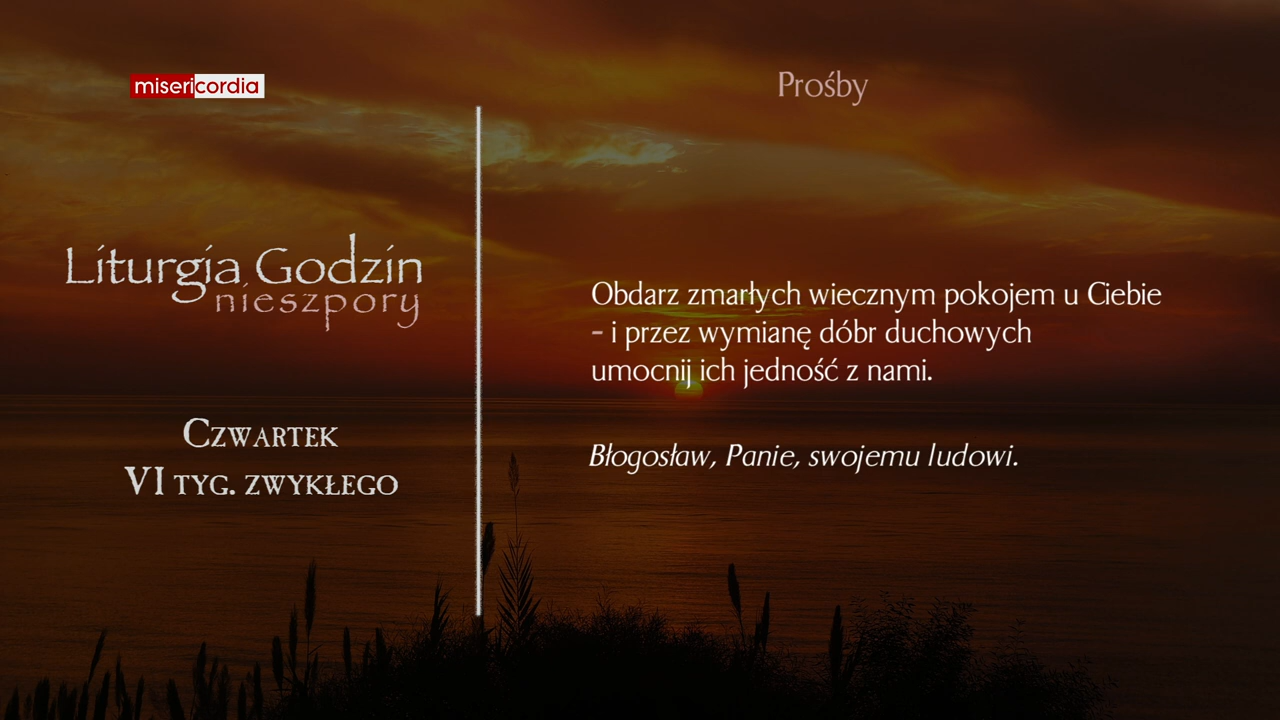 misericordia
Prośby
Liturgia Godzin
nieszpory
Czwartek
VI tyg. zwykłego
Obdarz zmarłych wiecznym pokojem u Ciebie
- i przez wymianę dóbr duchowych
umocnij ich jedność z nami.
Błogosław, Panie, swojemu ludowi.